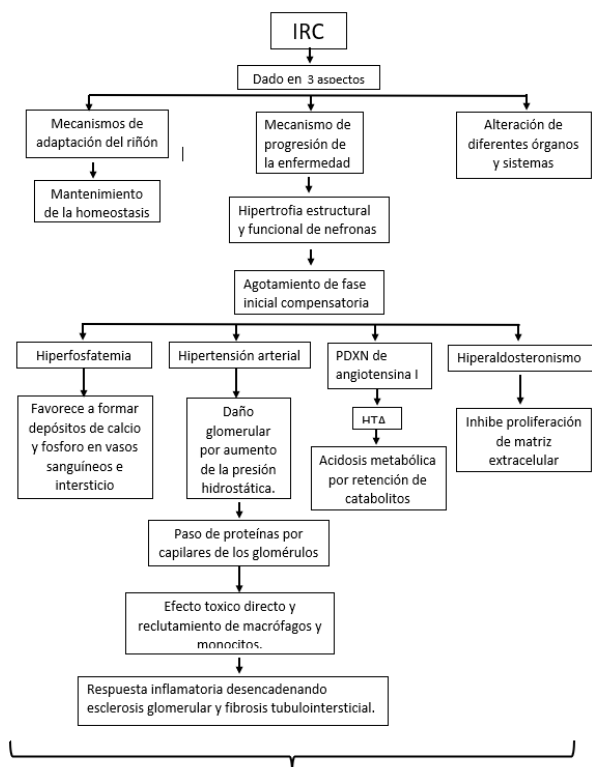 IRC
Dado en 3 aspectos
Mecanismos de
adaptación del riñón
Mecanismo de
progresión de
la enfermedad
Alteración de
diferentes órganos
y sistemas
Mantenimiento
de la homeostasis
Hipertrofia estructural
y funcional de nefronas
Agotamiento de fase
inicial compensatoria
Hiperfosfatemia
Hipertensión arterial
PDXN de
angiotensina I
Hiperaldosteronismo
Favorece a formar
depósitos de calcio
y fosforo en vasos
sanguíneos e
intersticio
Daño
glomerular
por aumento
de la presión
hidrostática.
HTA
Acidosis metabólica
por retención de
catabolitos
Inhibe proliferación
de matriz
extracelular
Paso de proteínas por
capilares de los glomérulos
Efecto toxico directo y
reclutamiento de macrófagos y
monocitos.
Respuesta inflamatoria desencadenando
esclerosis glomerular y fibrosis tubulointersticial.